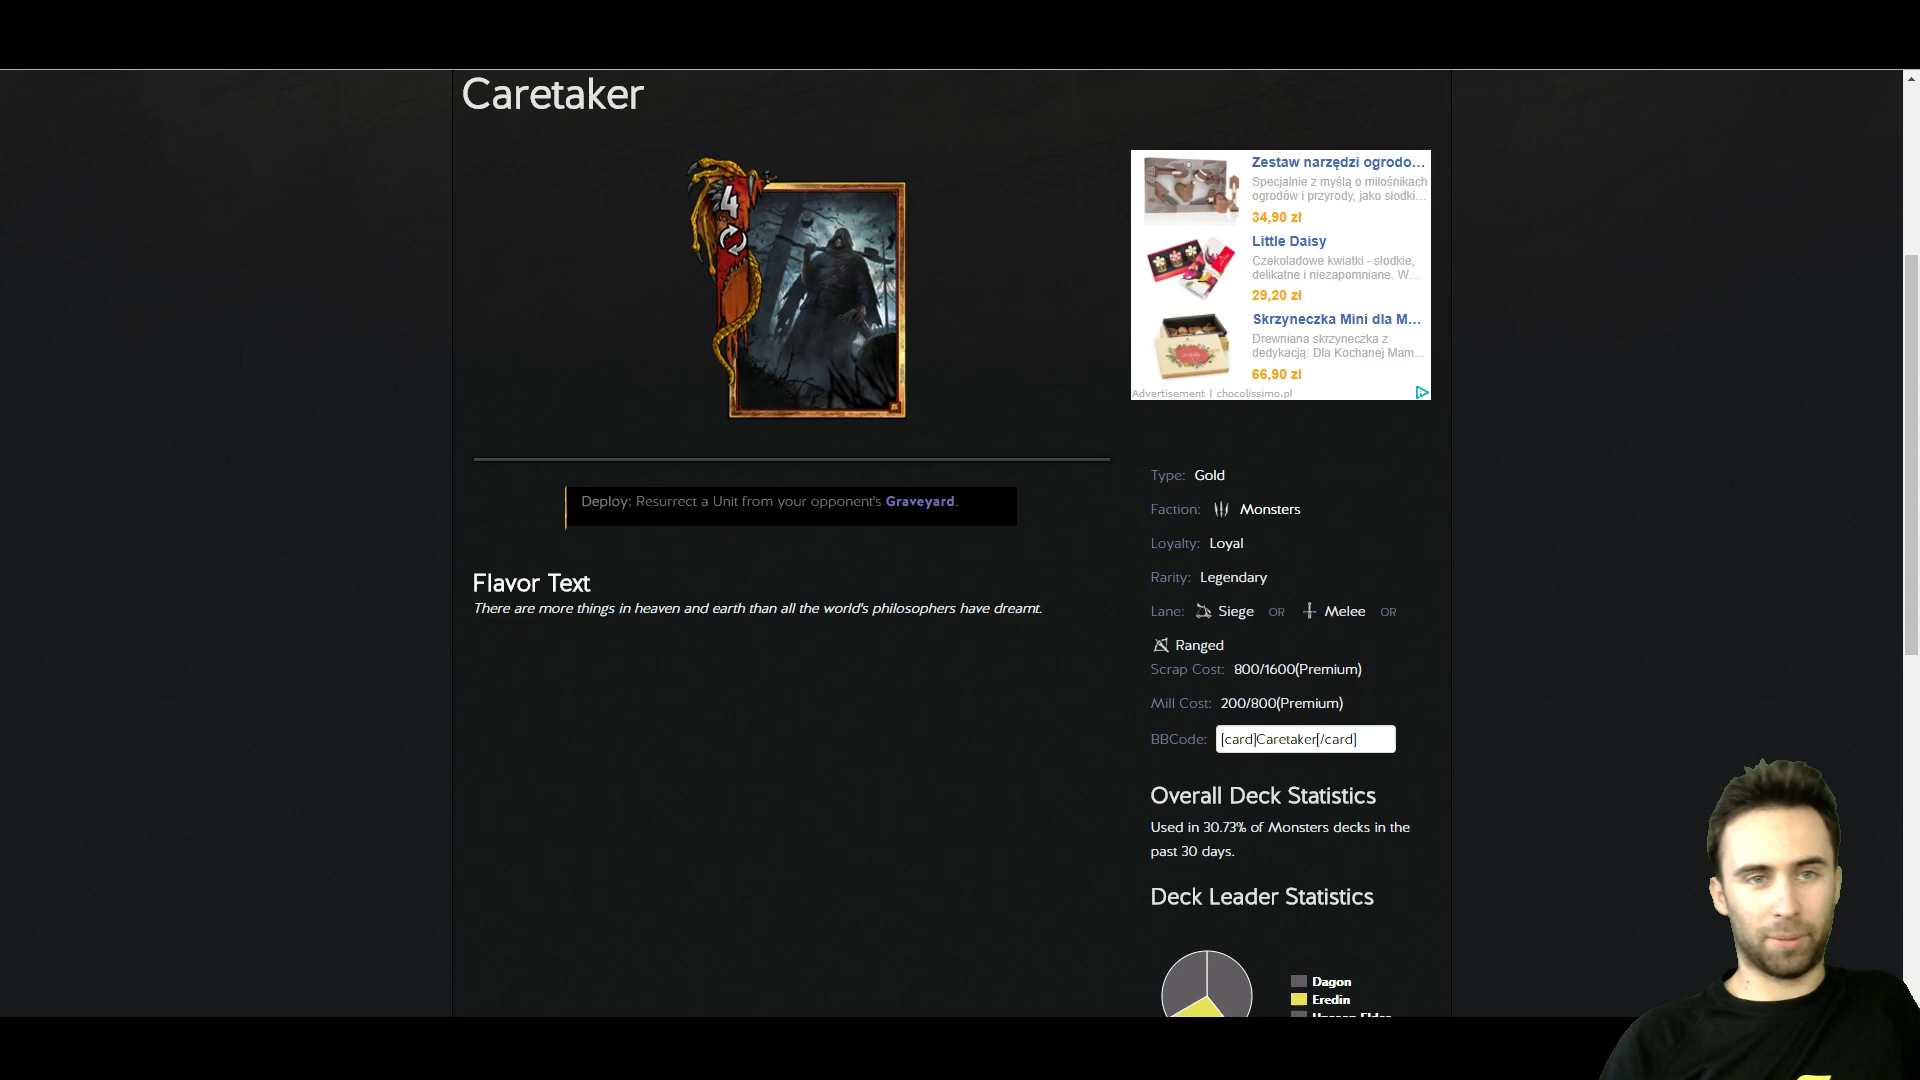 Caretaker
4
Deploy: Resurrect a Unit from your opponent's Graveyard.
Flavor Text
There are more things in heaven and earth than all the world's philosophers have dreamt.
Zestaw narzędzi ogrodo…
Specjalnie z myślą o miłośnikach
ogrodów i przyrody, jako słodki…
34,90 zł
Little Daisy
Czekoladowe kwiatki - słodkie,
delikatne i niezapomniane. W…
29,20 zł
Skrzyneczka Mini dla M…
Drewniana skrzyneczka z
dedykacją: Dla Kochanej Mam…
66,90 zł
Advertisement | chocolissimo.pl
Type: Gold
Faction: Monsters
Loyalty: Loyal
Rarity: Legendary
Lane: Siege OR Melee OR
Ranged
Scrap Cost: 800/1600(Premium)
Mill Cost: 200/800(Premium)
BBCode: [card]Caretaker[/card]
Overall Deck Statistics
Used in 30.73% of Monsters decks in the
past 30 days.
Deck Leader Statistics
Dagon
Eredin